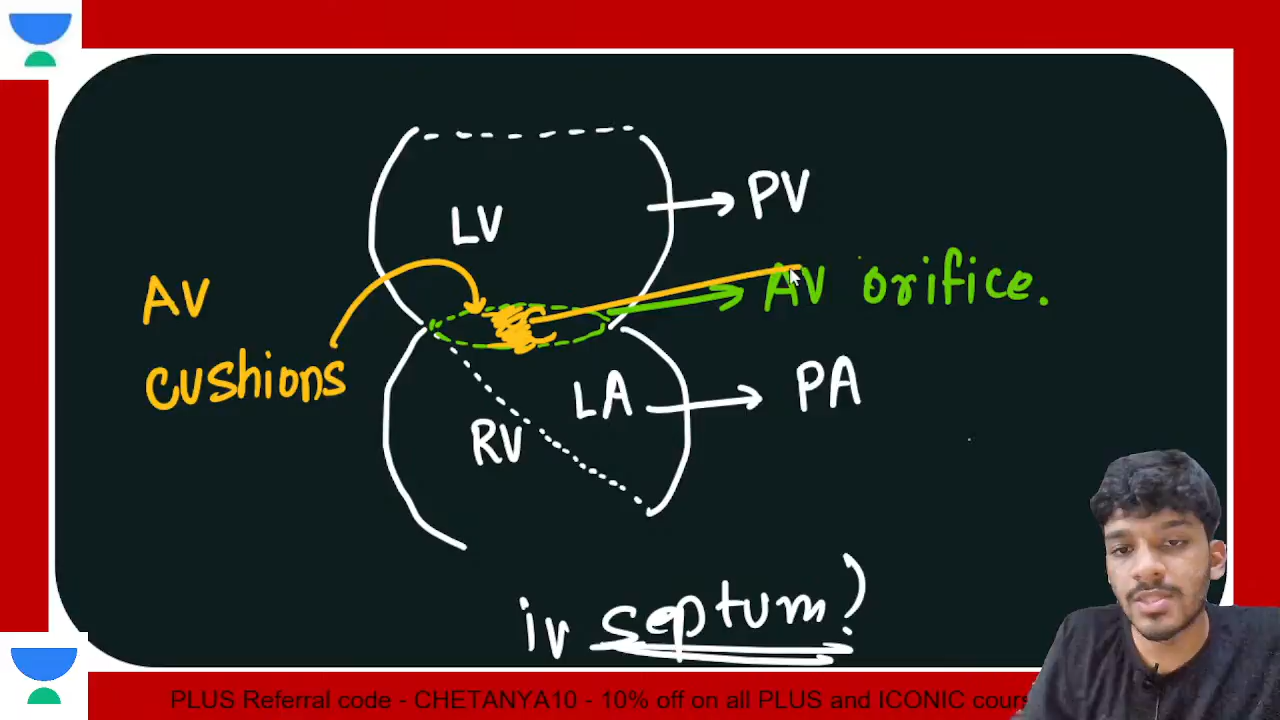 LV
PV
AV
cushions
AV orifice.
LA
PA
RV
iv septum?
PLUS Referral code - CHETANYA10 - 10% off on all PLUS and ICONIC cour